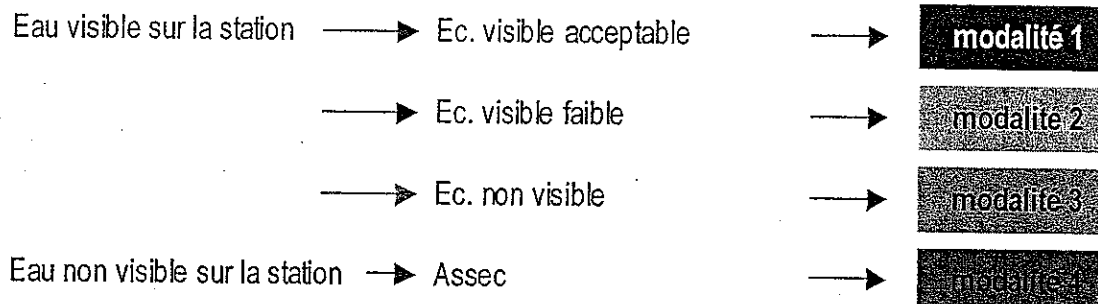 Eau visible sur la station → Ec. visible acceptable → modalité 1
→ Ec. visible faible → modalité 2
→ Ec. non visible → modalité 3
Eau non visible sur la station → Assec → modalité 4